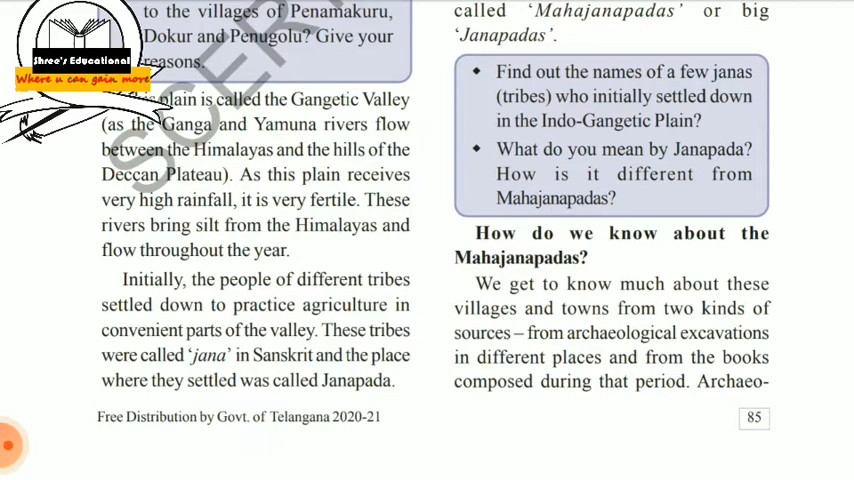 to the villages of Penamakuru,
Dokur and Penugolu? Give your
reasons.
plain is called the Gangetic Valley
(as the Ganga and Yamuna rivers flow
between the Himalayas and the hills of the
Deccan Plateau). As this plain receives
very high rainfall, it is very fertile. These
rivers bring silt from the Himalayas and
flow throughout the year.
Initially, the people of different tribes
settled down to practice agriculture in
convenient parts of the valley. These tribes
were called ‘jana’ in Sanskrit and the place
where they settled was called Janapada.
called ‘Mahajanapadas’ or big
‘Janapadas’.
♦ Find out the names of a few janas
(tribes) who initially settled down
in the Indo-Gangetic Plain?
♦ What do you mean by Janapada?
How is it different from
Mahajanapadas?
How do we know about the
Mahajanapadas?
We get to know much about these
villages and towns from two kinds of
sources – from archaeological excavations
in different places and from the books
composed during that period. Archaeo-
Free Distribution by Govt. of Telangana 2020-21
85
Shree's Educational
Where u can gain more
SCERT